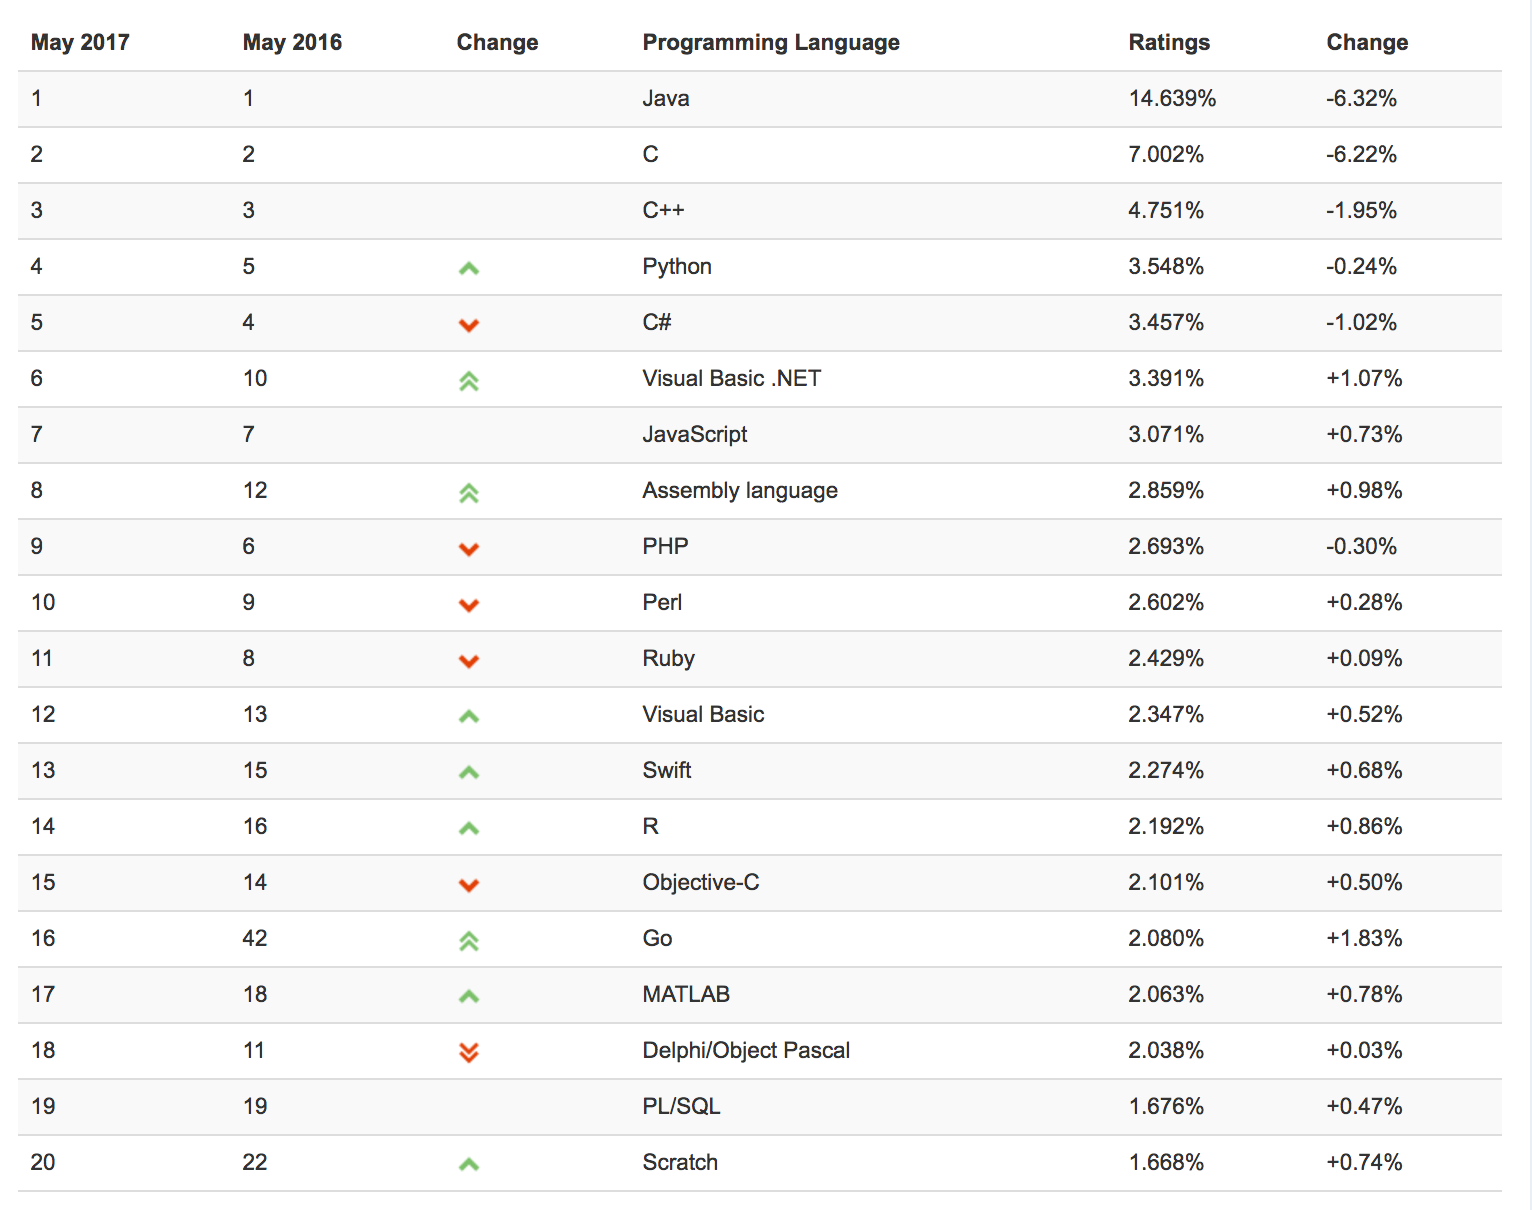 May 2017 May 2016 Change Programming Language Ratings Change
1 1 Java 14.639% -6.32%
2 2 C 7.002% -6.22%
3 3 C++ 4.751% -1.95%
4 5 Python 3.548% -0.24%
5 4 C# 3.457% -1.02%
6 10 Visual Basic .NET 3.391% +1.07%
7 7 JavaScript 3.071% +0.73%
8 12 Assembly language 2.859% +0.98%
9 6 PHP 2.693% -0.30%
10 9 Perl 2.602% +0.28%
11 8 Ruby 2.429% +0.09%
12 13 Visual Basic 2.347% +0.52%
13 15 Swift 2.274% +0.68%
14 16 R 2.192% +0.86%
15 14 Objective-C 2.101% +0.50%
16 42 Go 2.080% +1.83%
17 18 MATLAB 2.063% +0.78%
18 11 Delphi/Object Pascal 2.038% +0.03%
19 19 PL/SQL 1.676% +0.47%
20 22 Scratch 1.668% +0.74%